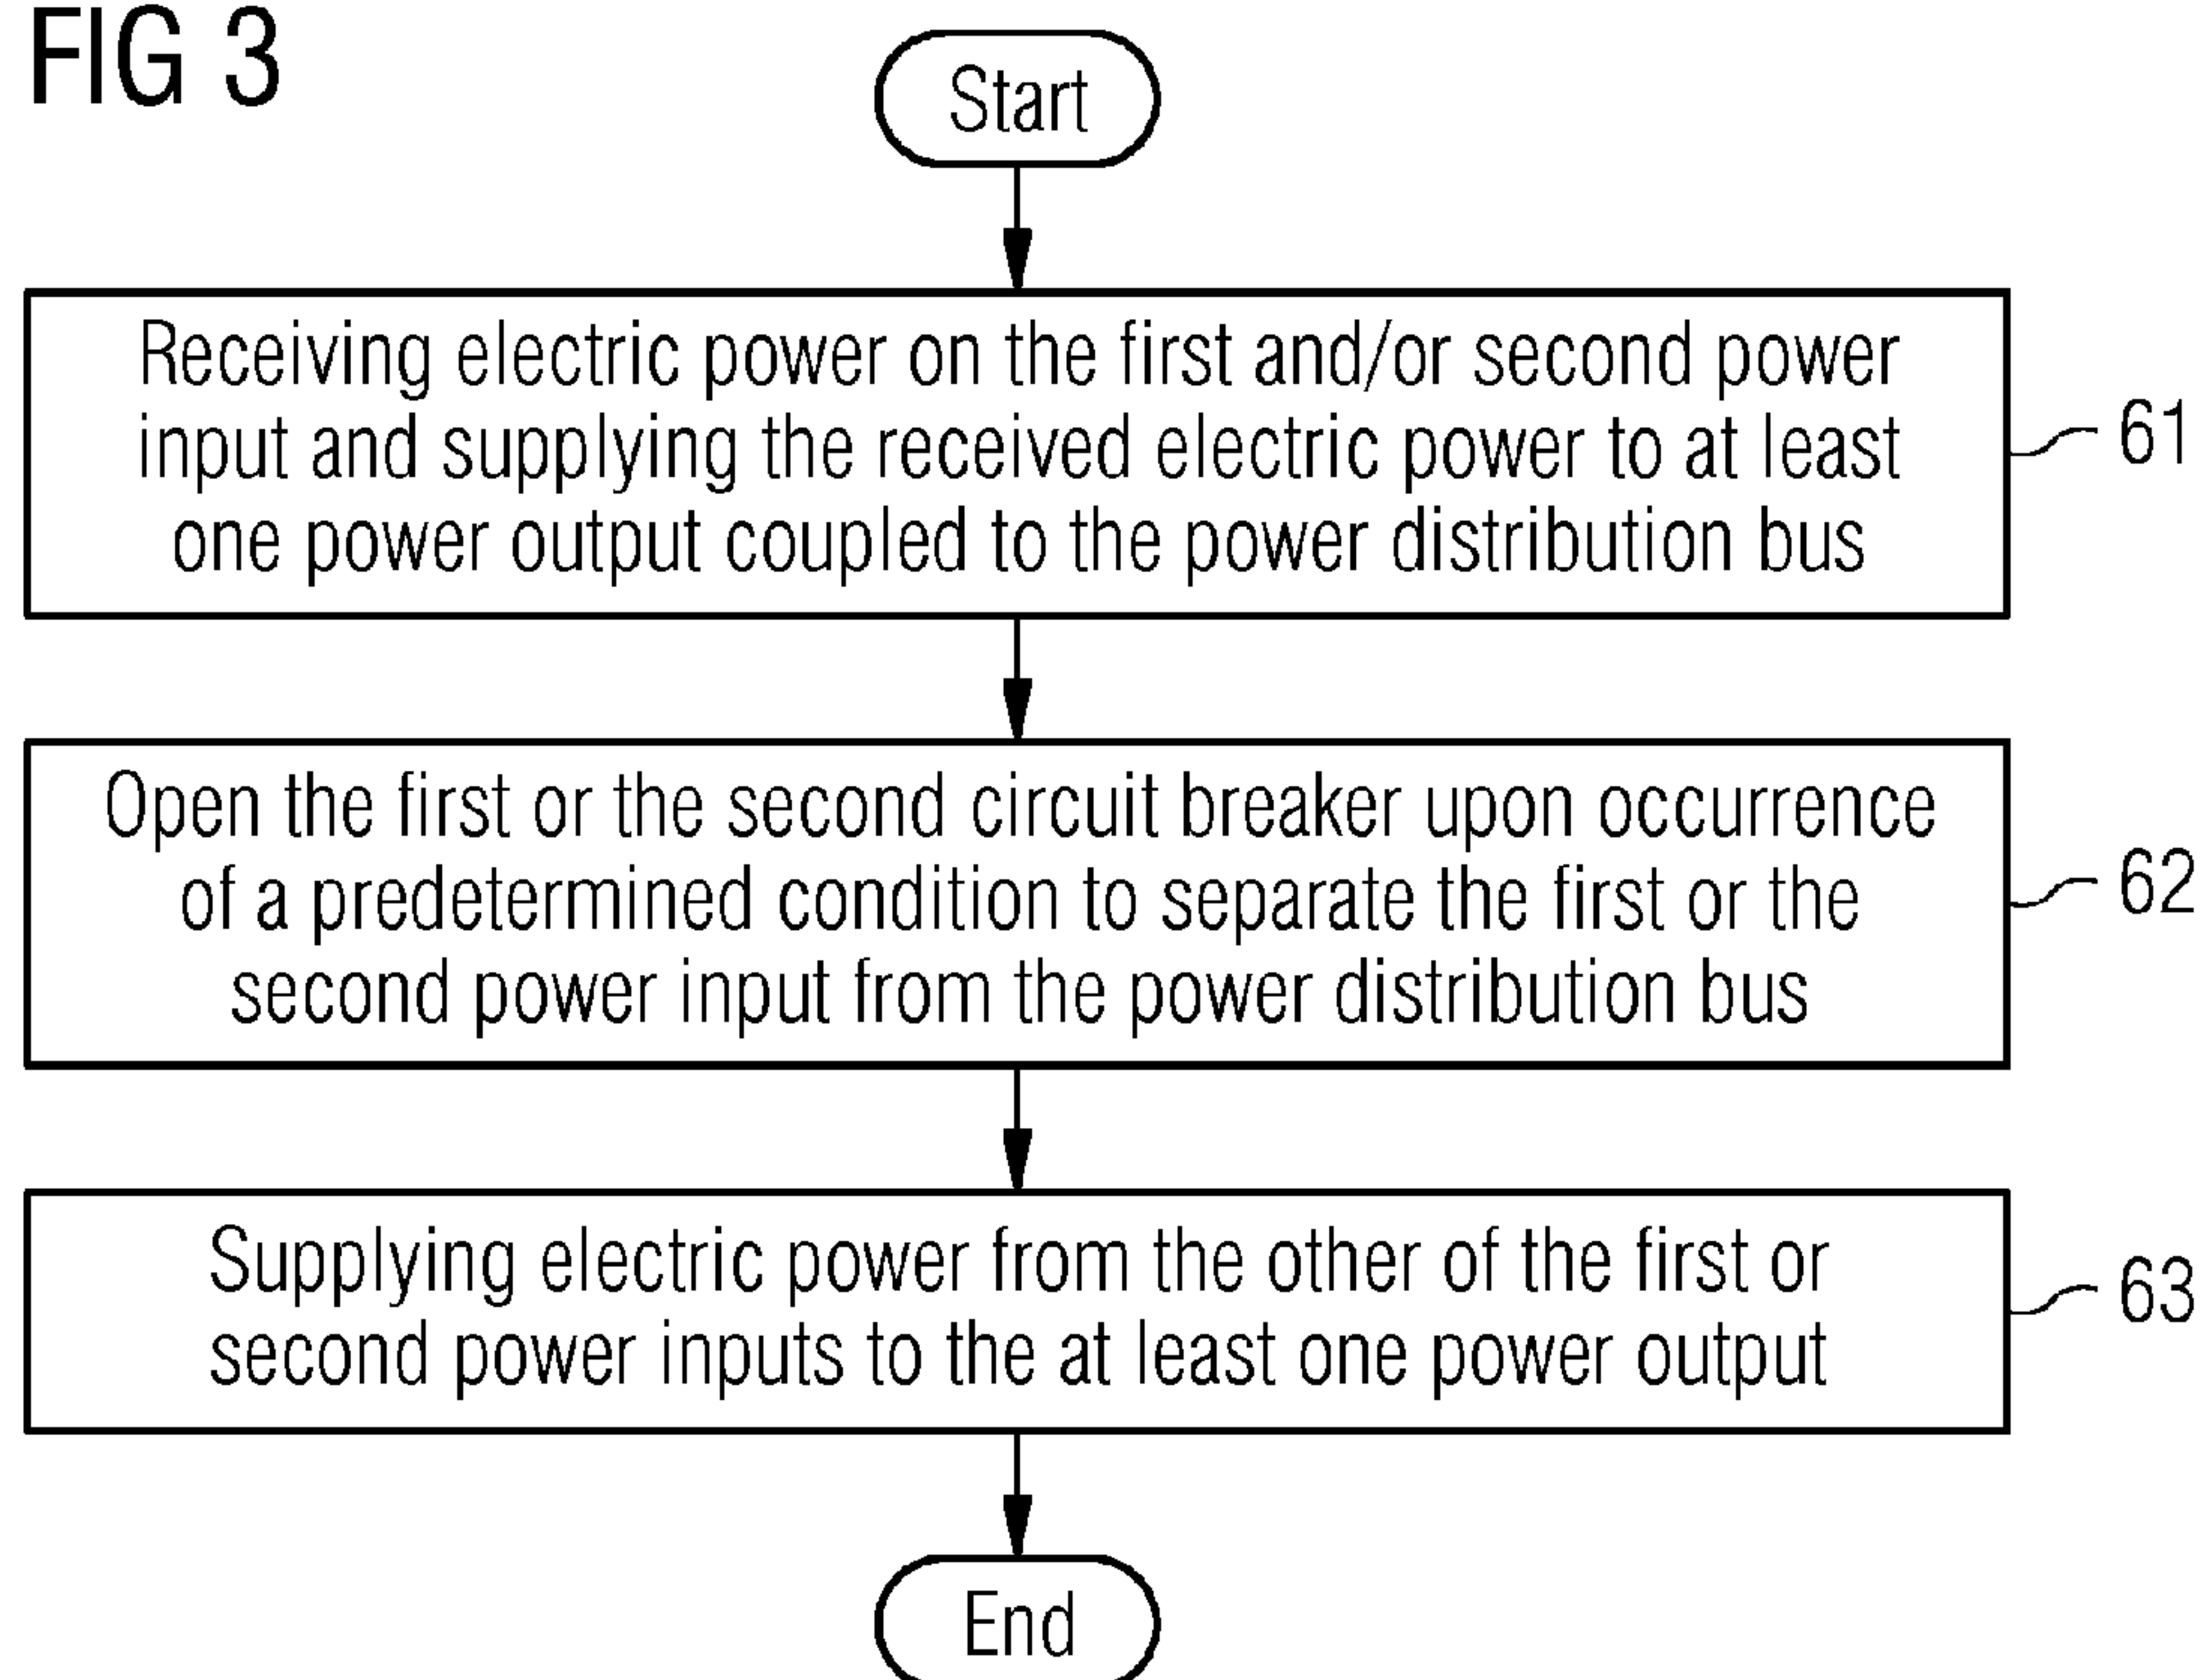 FIG 3
Start
Receiving electric power on the first and/or second power
input and supplying the received electric power to at least
one power output coupled to the power distribution bus
61
Open the first or the second circuit breaker upon occurrence
of a predetermined condition to separate the first or the
second power input from the power distribution bus
62
Supplying electric power from the other of the first or
second power inputs to the at least one power output
63
End